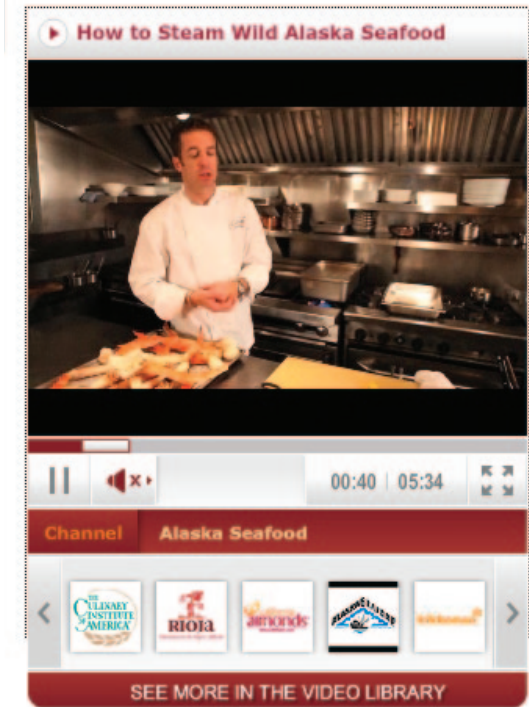 How to Steam Wild Alaska Seafood
00:40 | 05:34
Channel Alaska Seafood
THE
CULINARY
INSTITUTE
OF AMERICA
RIOJA
almonds
SEE MORE IN THE VIDEO LIBRARY